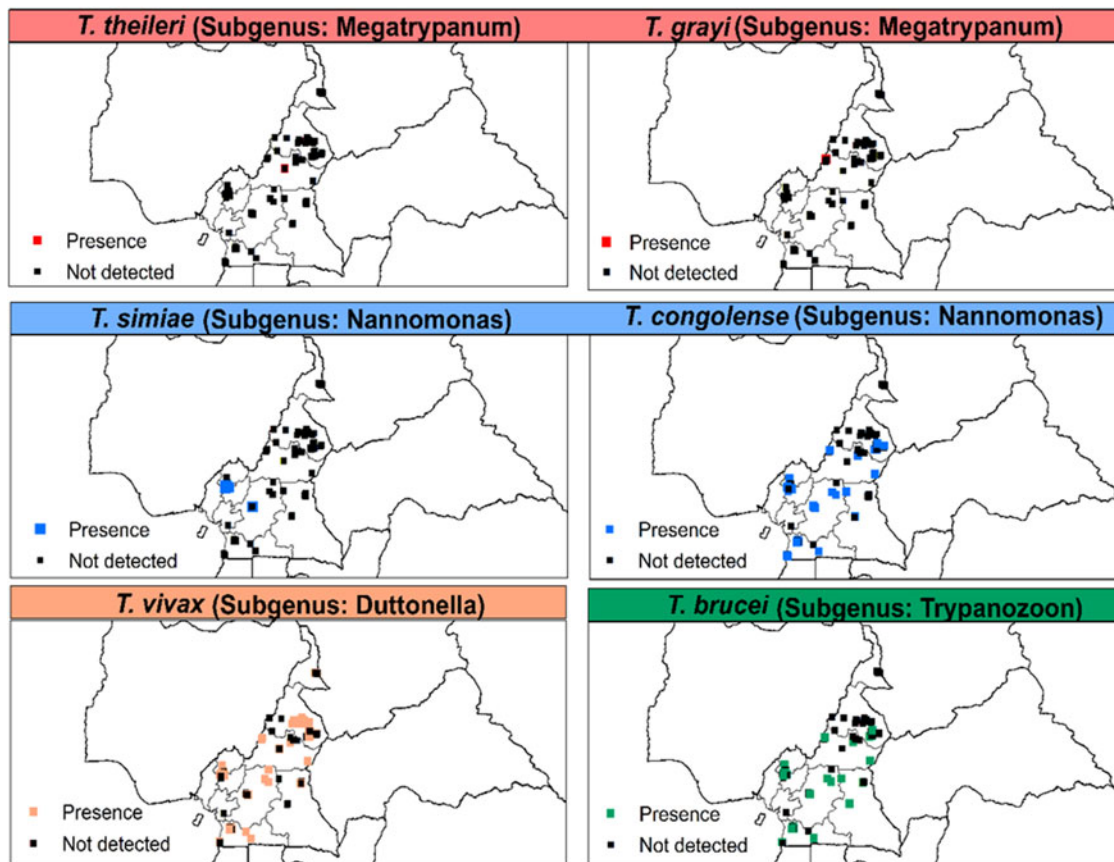 T. theileri (Subgenus: Megatrypanum)
T. grayi (Subgenus: Megatrypanum)
Presence
Not detected
Presence
Not detected
T. simiae (Subgenus: Nannomonas)
T. congolense (Subgenus: Nannomonas)
Presence
Not detected
Presence
Not detected
T. vivax (Subgenus: Duttonella)
T. brucei (Subgenus: Trypanozoon)
Presence
Not detected
Presence
Not detected